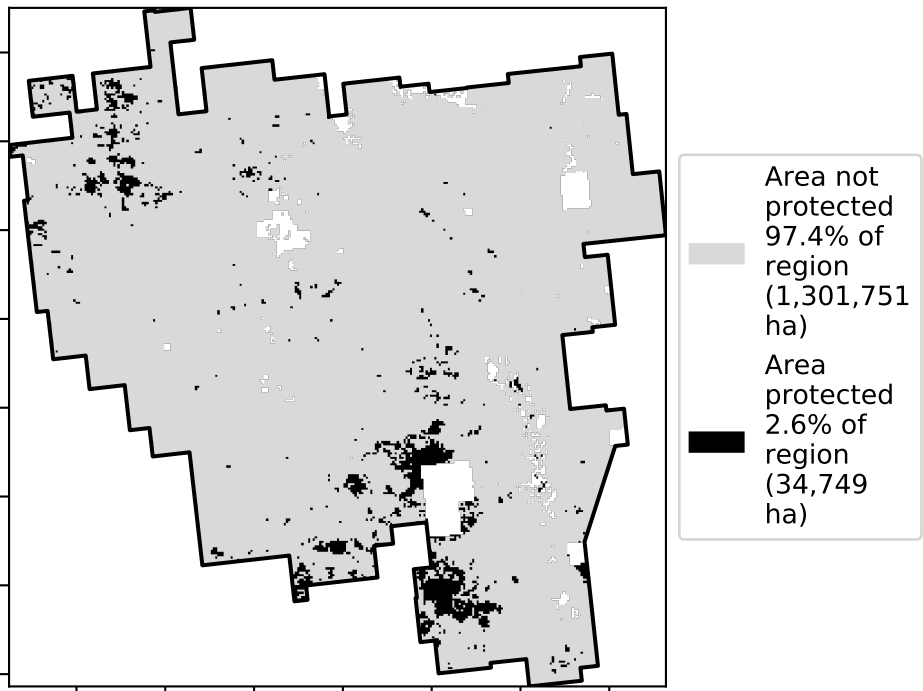 Area not
protected
97.4% of
region
(1,301,751
ha)
Area
protected
2.6% of
region
(34,749
ha)